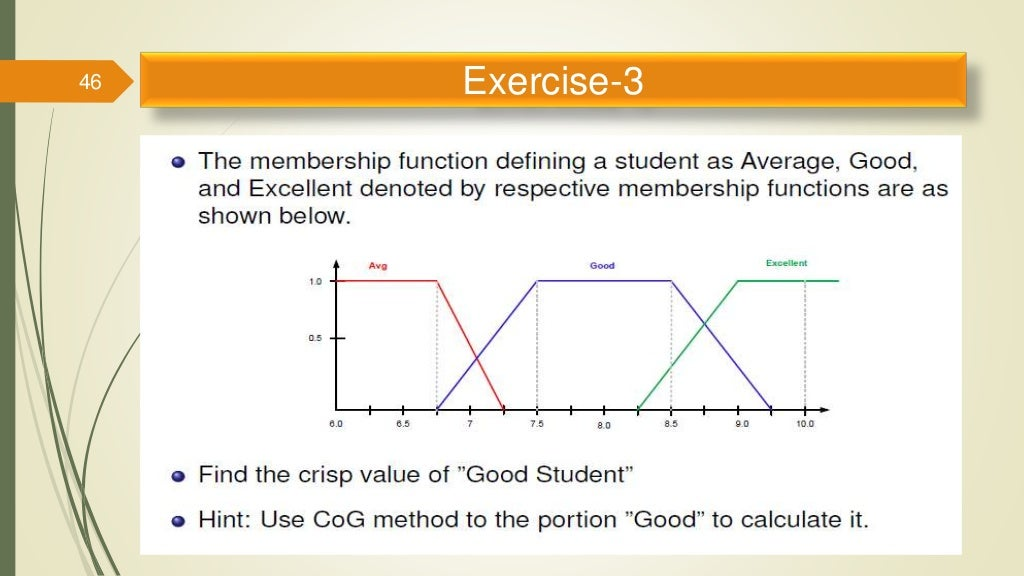 46
Exercise-3
The membership function defining a student as Average, Good,
and Excellent denoted by respective membership functions are as
shown below.
Avg
Good
Excellent
1.0
0.5
6.0
6.5
7
7.5
8.0
8.5
9.0
10.0
Find the crisp value of ”Good Student”
Hint: Use CoG method to the portion ”Good” to calculate it.